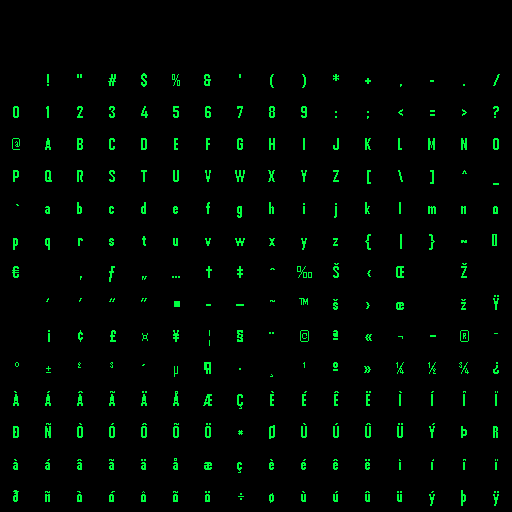 ! " # $ % & ' ( ) * + , - . /
0 1 2 3 4 5 6 7 8 9 : ; < = > ?
@ A B C D E F G H I J K L M N O
P Q R S T U V W X Y Z [ \ ] ^ _
` a b c d e f g h i j k l m n o
p q r s t u v w x y z { | } ~ ▯
€ ‚ ƒ „ … † ‡ ˆ ‰ Š ‹ Œ Ž
‘ ’ “ ” ▪ – — ˜ ™ š › œ ž Ÿ
¡ ¢ £ ¤ ¥ ¦ § ¨ © ª « ¬ – ® ¯
° ± ² ³ ´ µ ¶ · ¸ ¹ º » ¼ ½ ¾ ¿
À Á Â Ã Ä Å Æ Ç È É Ê Ë Ì Í Î Ï
Ð Ñ Ò Ó Ô Õ Ö × Ø Ù Ú Û Ü Ý Þ R
à á â ã ä å æ ç è é ê ë ì í î ï
ð ñ ò ó ô õ ö ÷ ø ù ú û ü ý þ ÿ